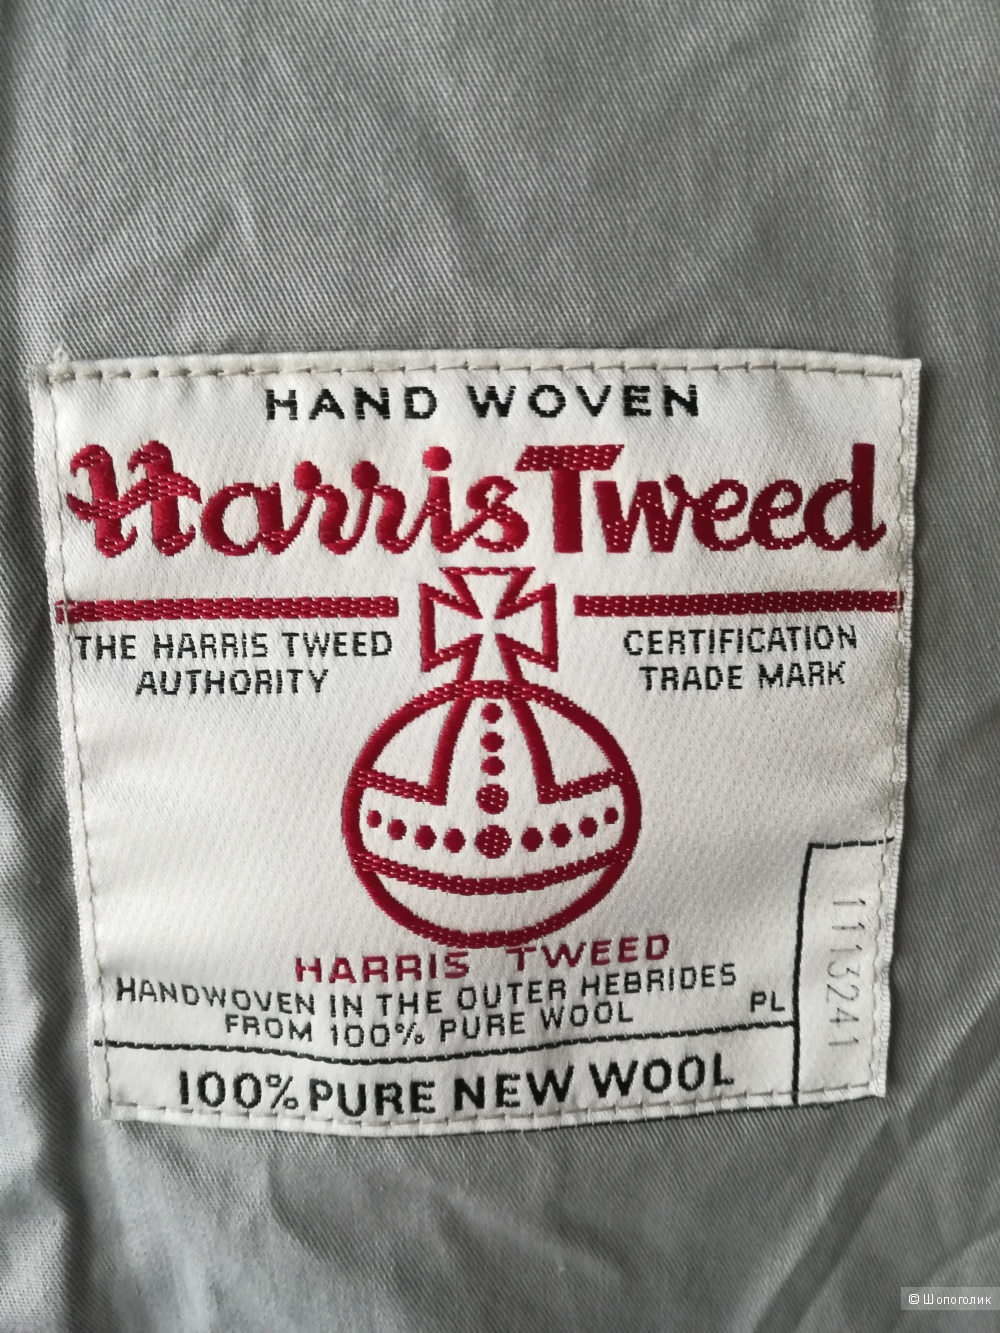 HAND WOVEN
Harris Tweed
THE HARRIS TWEED
AUTHORITY
CERTIFICATION
TRADE MARK
HARRIS TWEED
HANDWOVEN IN THE OUTER HEBRIDES
FROM 100% PURE WOOL
PL
1113241
100% PURE NEW WOOL
© Шопоголик